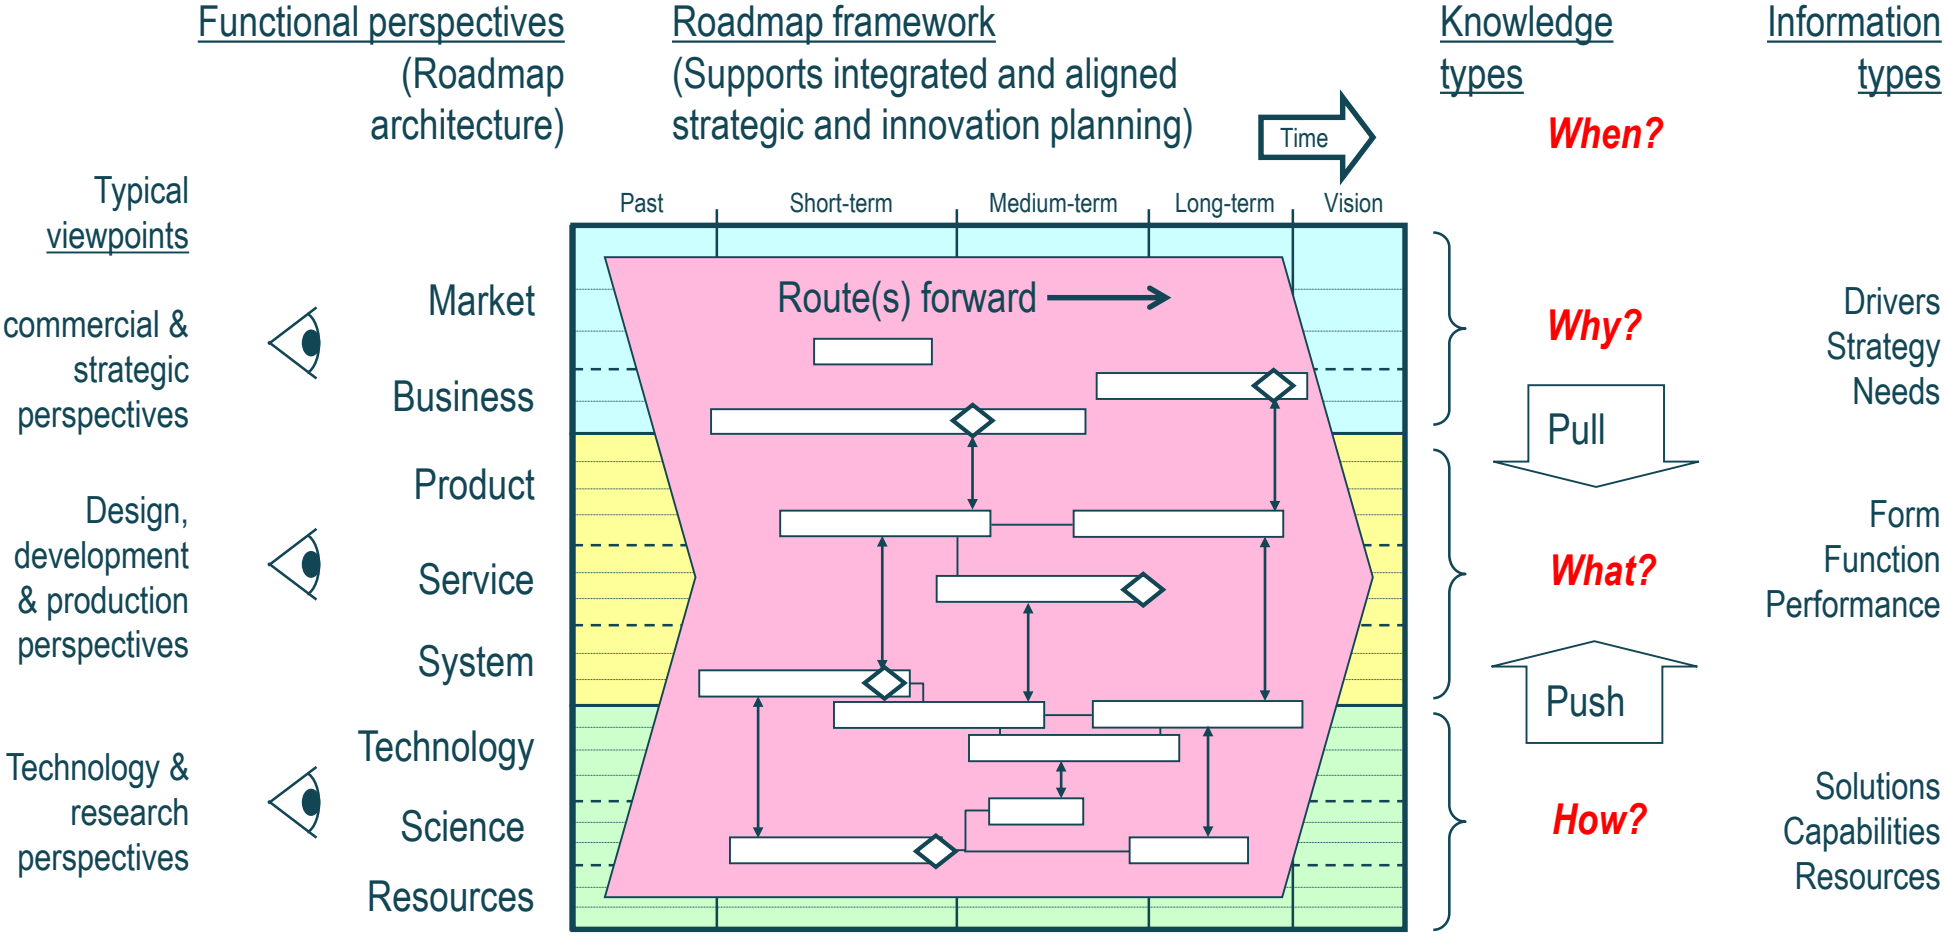 Functional perspectives
(Roadmap
architecture)
Roadmap framework
(Supports integrated and aligned
strategic and innovation planning)
Time
Knowledge
types
Information
types
When?
Typical
viewpoints
Past
Short-term
Medium-term
Long-term
Vision
commercial &
strategic
perspectives
Market
Business
Route(s) forward
Why?
Drivers
Strategy
Needs
Pull
Design,
development
& production
perspectives
Product
Service
System
What?
Form
Function
Performance
Push
Technology &
research
perspectives
Technology
Science
Resources
How?
Solutions
Capabilities
Resources